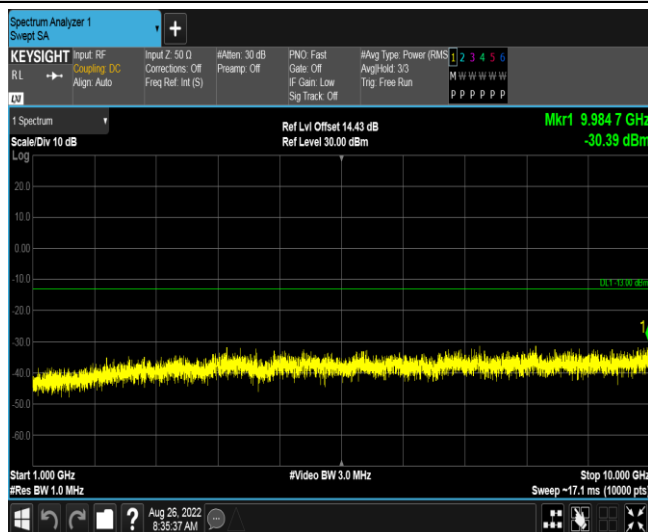 Spectrum Analyzer 1
Swept SA
+
KEYSIGHT Input: RF Input Z: 50 Ω #Atten: 30 dB PNO: Fast #Avg Type: Power (RMS 1 2 3 4 5 6
RL Coupling: DC Corrections: Off Preamp: Off Gate: Off Avg|Hold: 3/3 M W W W W W
Align: Auto Freq Ref: Int (S) IF Gain: Low Trig: Free Run
Sig Track: Off P P P P P P
LXI
1 Spectrum Ref Lvl Offset 14.43 dB Mkr1 9.984 7 GHz
Scale/Div 10 dB Ref Level 30.00 dBm -30.39 dBm
Log
20.0
10.0
0.00
-10.0
DL1 -13.00 dBm
-20.0
1
-30.0
-40.0
-50.0
-60.0
Start 1.000 GHz #Video BW 3.0 MHz Stop 10.000 GHz
#Res BW 1.0 MHz Sweep ~17.1 ms (10000 pts)
? Aug 26, 2022
8:35:37 AM